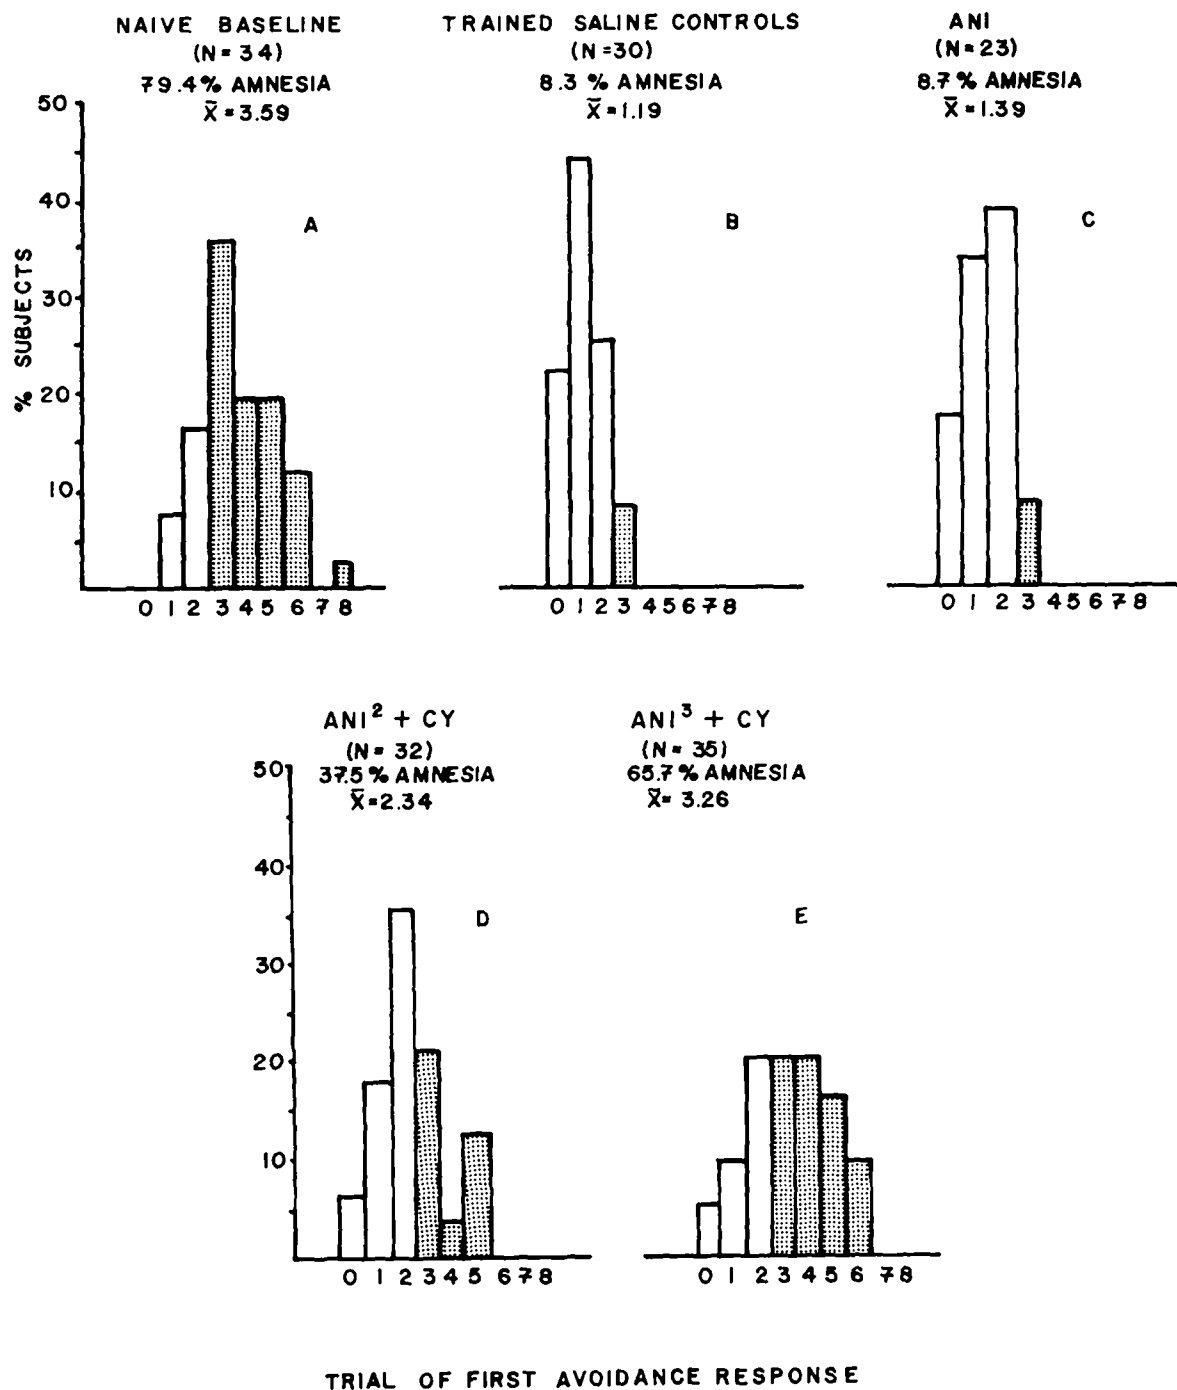 NAIVE BASELINE
(N=34)
79.4% AMNESIA
X̄=3.59
TRAINED SALINE CONTROLS
(N=30)
8.3% AMNESIA
X̄=1.19
ANI
(N=23)
8.7% AMNESIA
X̄=1.39
50
40
30
20
10
% SUBJECTS
A
B
C
0 1 2 3 4 5 6 7 8
0 1 2 3 4 5 6 7 8
0 1 2 3 4 5 6 7 8
ANI² + CY
(N=32)
37.5% AMNESIA
X̄=2.34
ANI³ + CY
(N=35)
65.7% AMNESIA
X̄=3.26
50
40
30
20
10
D
E
0 1 2 3 4 5 6 7 8
0 1 2 3 4 5 6 7 8
TRIAL OF FIRST AVOIDANCE RESPONSE